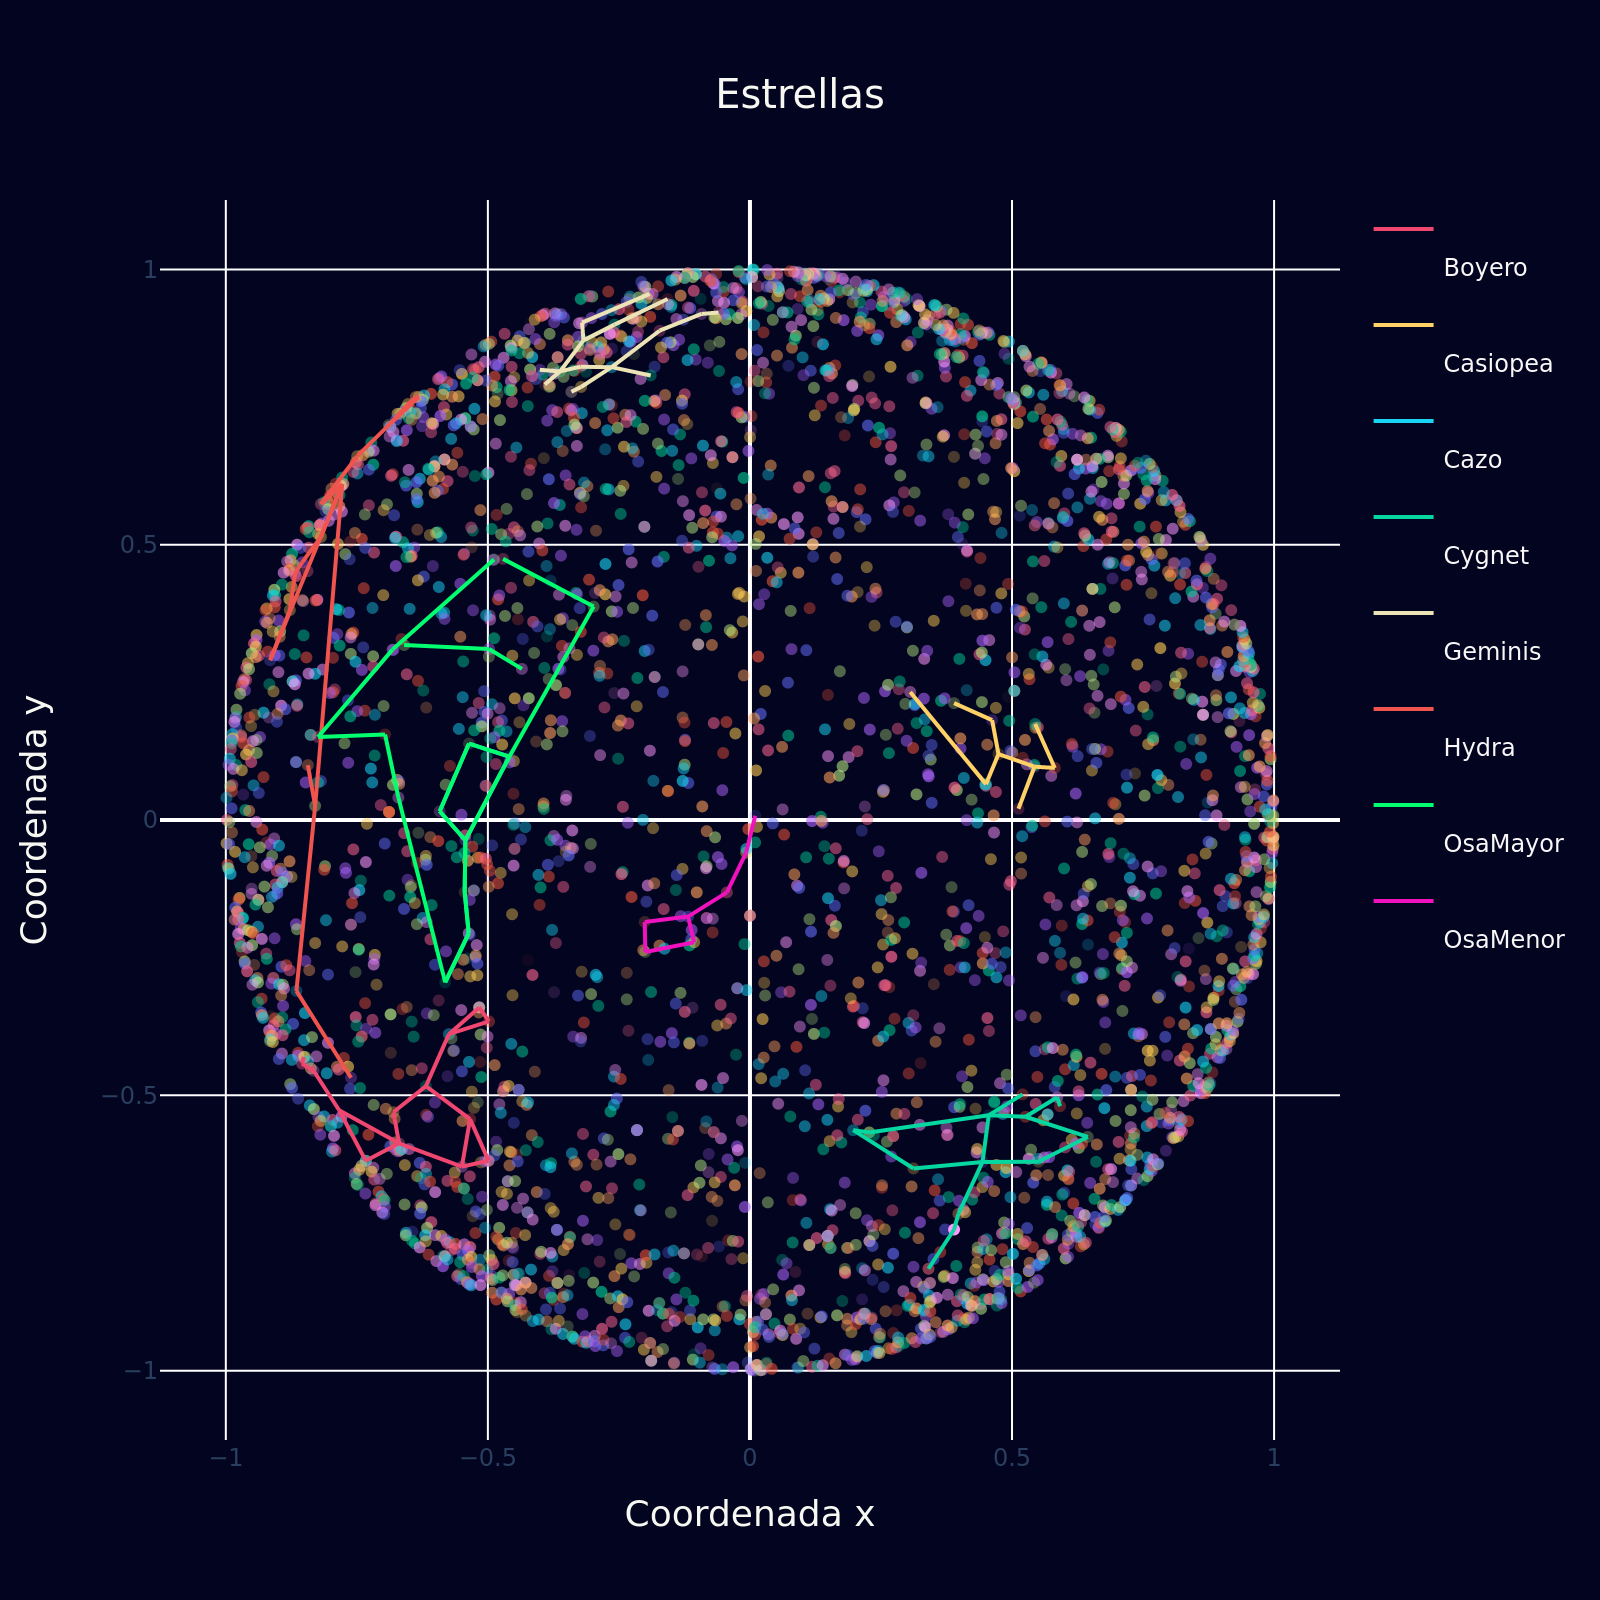 Estrellas
Boyero
Casiopea
Cazo
Cygnet
Geminis
Hydra
OsaMayor
OsaMenor
Coordenada y
1
0.5
0
−0.5
−1
−1
−0.5
0
0.5
1
Coordenada x